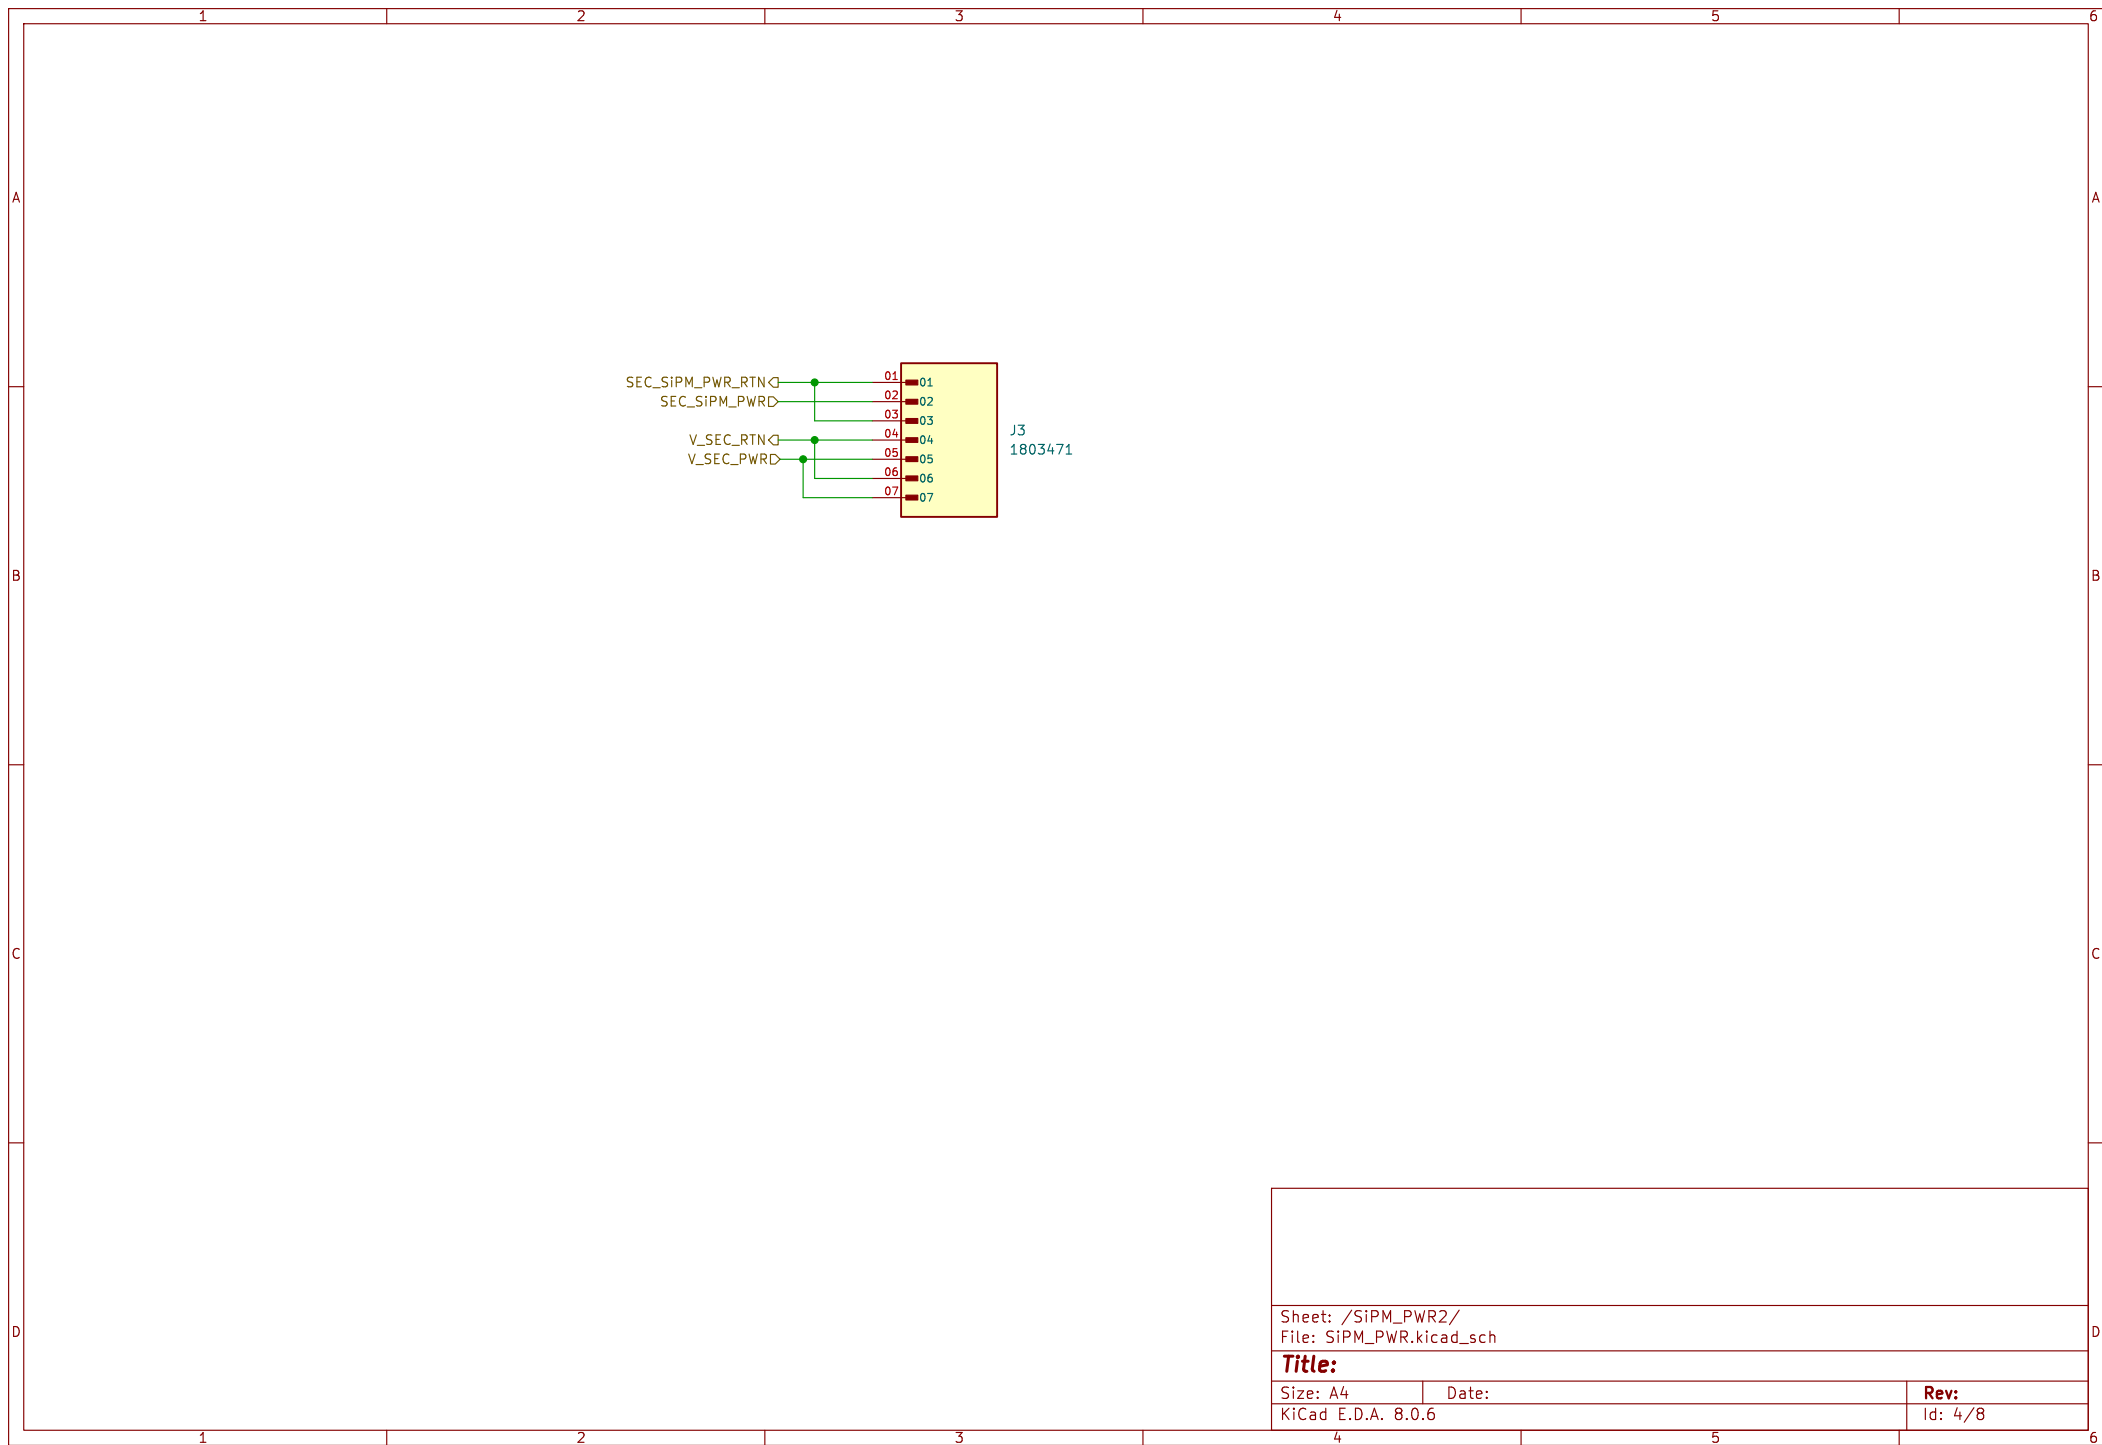 1 2 3 4 5 6
A A
SEC_SiPM_PWR_RTN 01 01
SEC_SiPM_PWR 02 02
03 03
V_SEC_RTN 04 04
V_SEC_PWR 05 05
06 06
07 07
J3
1803471
B B
C C
Sheet: /SiPM_PWR2/
File: SiPM_PWR.kicad_sch
D D
Title:
Size: A4 Date: Rev:
KiCad E.D.A. 8.0.6 Id: 4/8
1 2 3 4 5 6